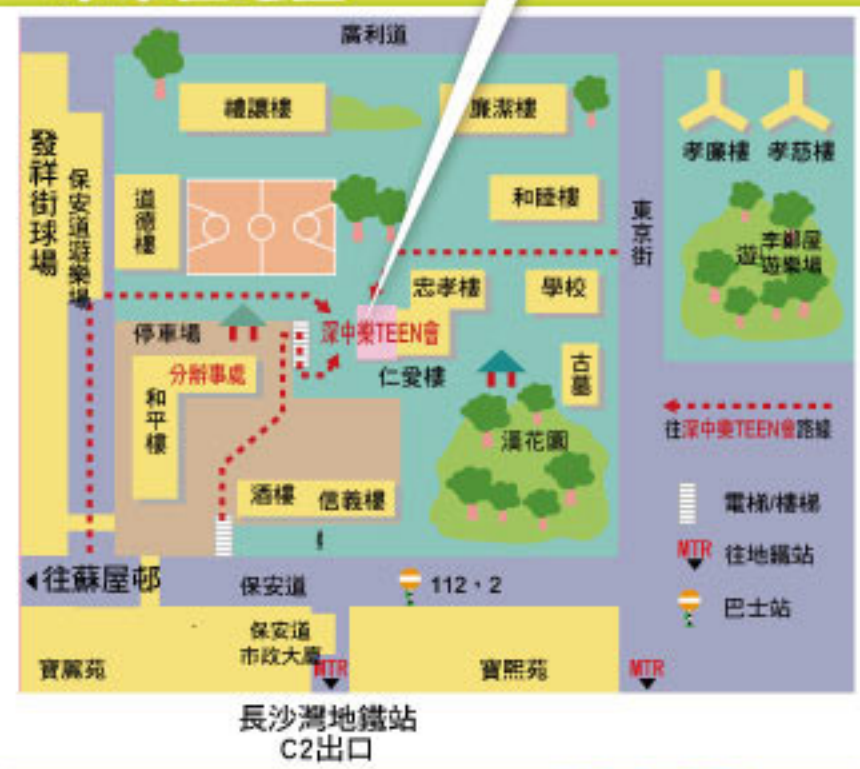 廣利道
禮讓樓
廉潔樓
孝廉樓 孝慈樓
發祥街球場
保安道遊樂場
道德樓
和睦樓
東京街
李鄭屋
遊樂場
忠孝樓
學校
停車場
深中樂TEEN會
分辦事處
仁愛樓
古墓
和平樓
漢花園
往深中樂TEEN會路線
酒樓 信義樓
電梯/樓梯
MTR 往地鐵站
往蘇屋邨
保安道
112，2
巴士站
保安道
市政大廈
寶麗苑
MTR
寶熙苑
MTR
長沙灣地鐵站
C2出口